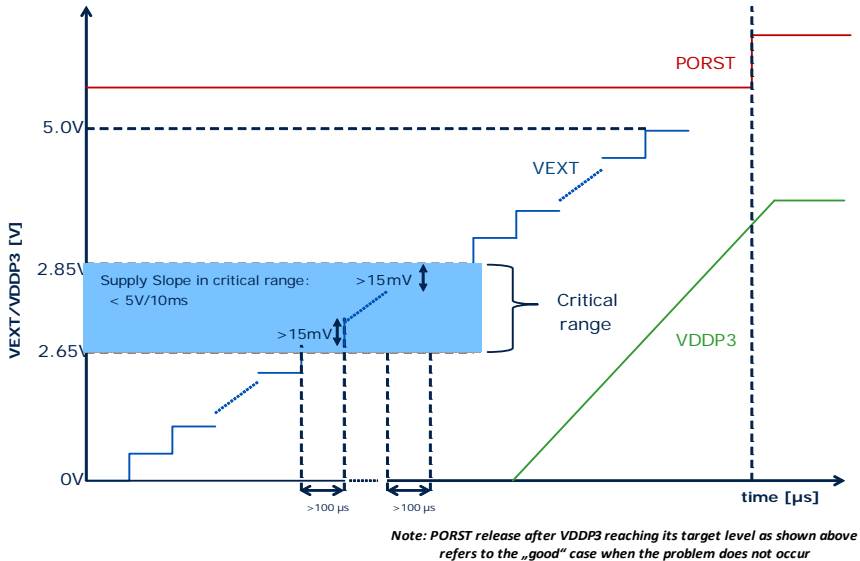 PORST
5.0V
VEXT
VEXT/VDDP3 [V]
2.85V
Supply Slope in critical range:
< 5V/10ms
>15mV
>15mV
Critical
range
VDDP3
2.65V
0V
time [µs]
>100 µs
>100 µs
Note: PORST release after VDDP3 reaching its target level as shown above
refers to the „good“ case when the problem does not occur